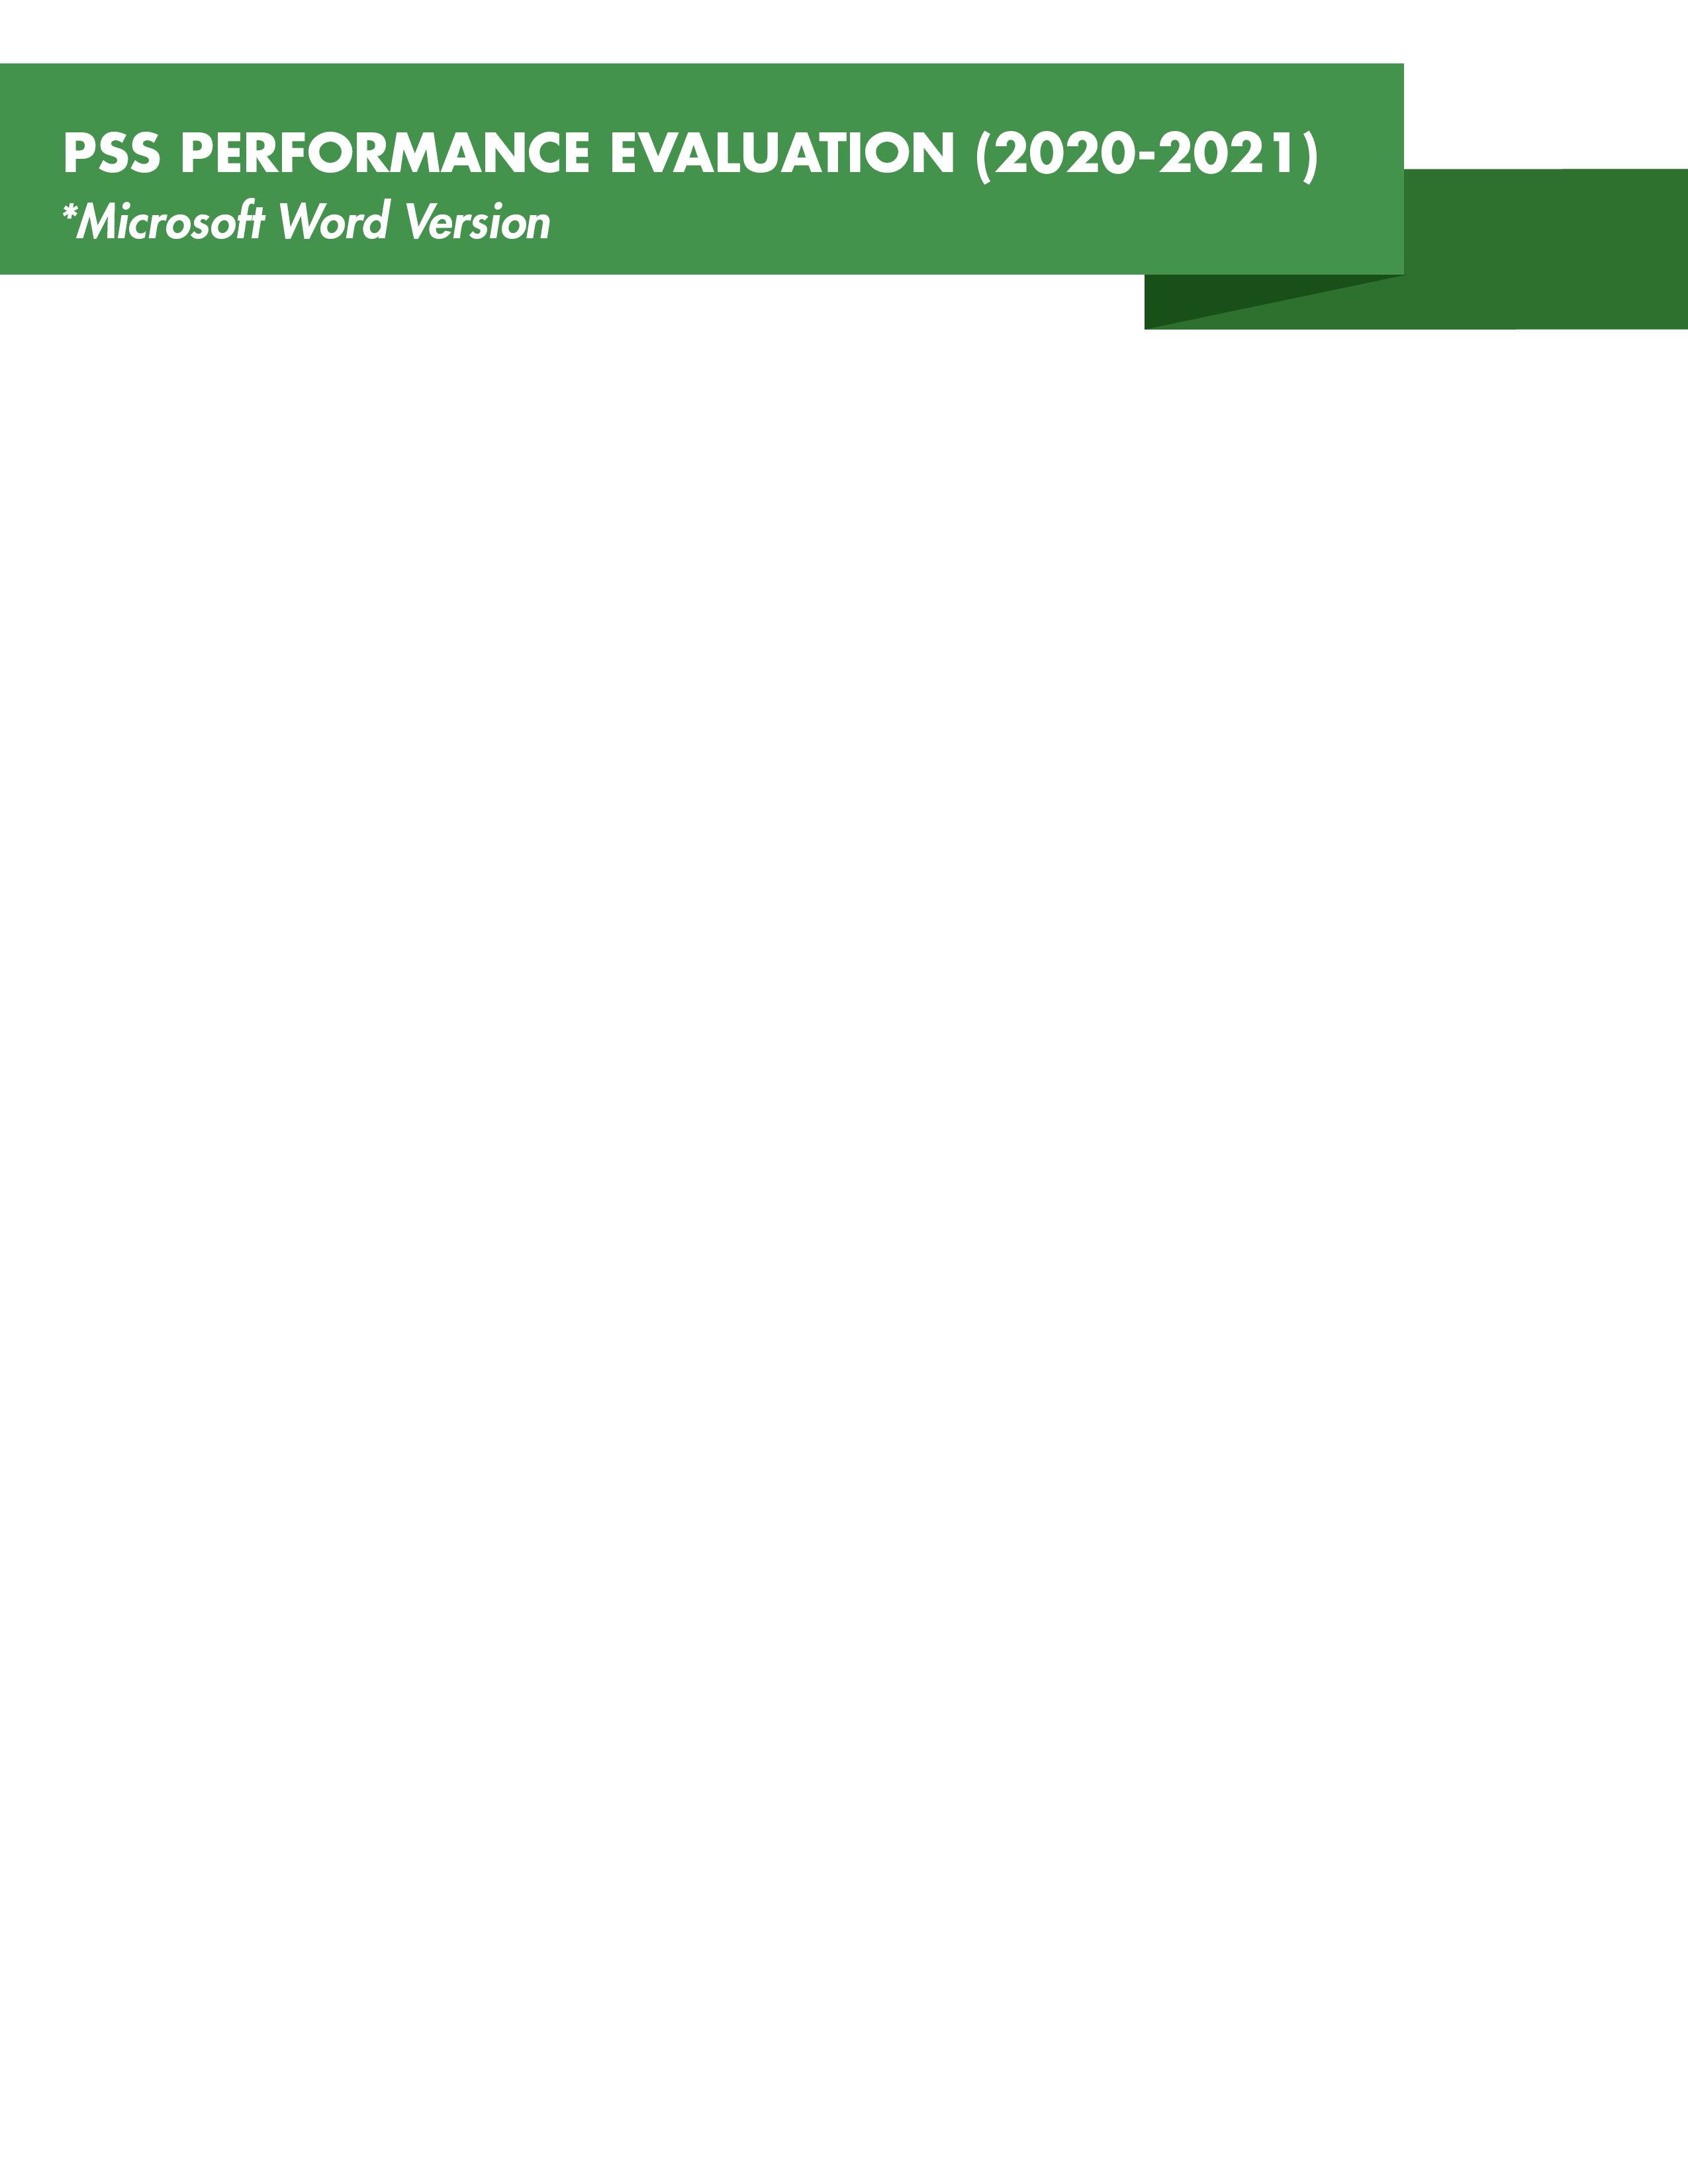 PSS PERFORMANCE EVALUATION (2020-2021)
*Microsoft Word Version